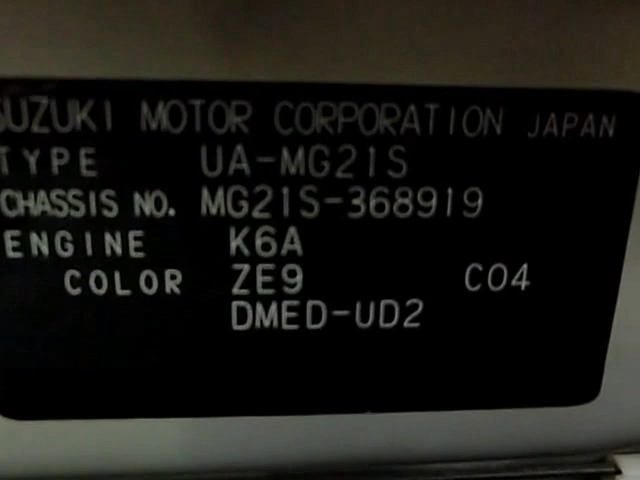 SUZUKI MOTOR CORPORATION JAPAN
TYPE UA-MG21S
CHASSIS NO. MG21S-368919
ENGINE K6A
COLOR ZE9 C04
DMED-UD2